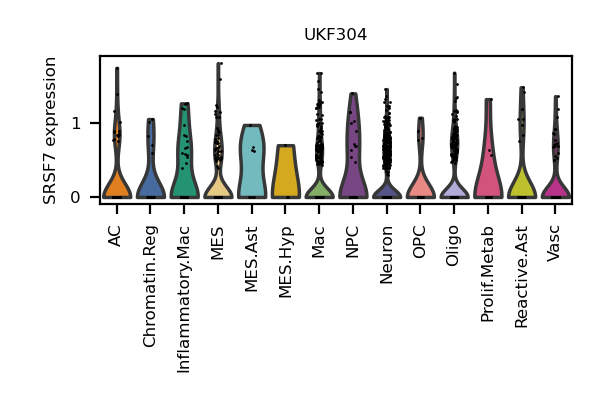 UKF304
SRSF7 expression
1
0
AC
Chromatin.Reg
Inflammatory.Mac
MES
MES.Ast
MES.Hyp
Mac
NPC
Neuron
OPC
Oligo
Prolif.Metab
Reactive.Ast
Vasc